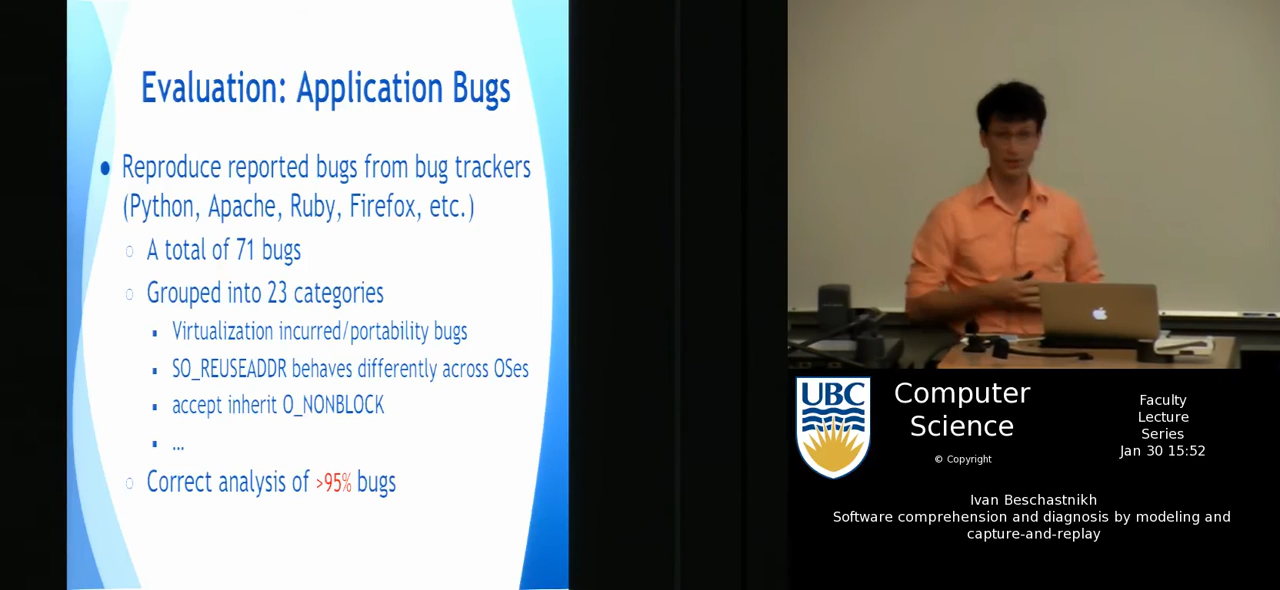 Evaluation: Application Bugs
Reproduce reported bugs from bug trackers
(Python, Apache, Ruby, Firefox, etc.)
A total of 71 bugs
Grouped into 23 categories
Virtualization incurred/portability bugs
SO_REUSEADDR behaves differently across OSes
accept inherit O_NONBLOCK
...
Correct analysis of >95% bugs
UBC
Computer
Science
© Copyright
Faculty
Lecture
Series
Jan 30 15:52
Ivan Beschastnikh
Software comprehension and diagnosis by modeling and
capture-and-replay